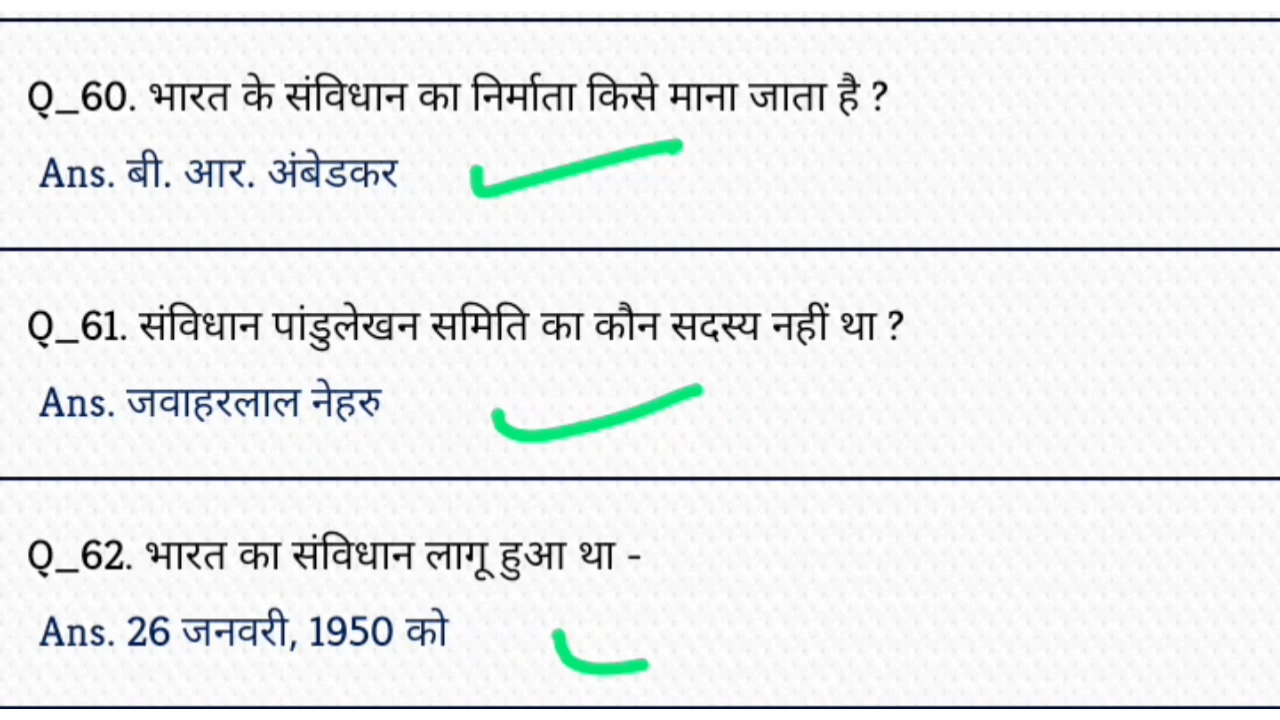 Q_60. भारत के संविधान का निर्माता किसे माना जाता है ?
Ans. बी. आर. अंबेडकर
Q_61. संविधान पांडुलेखन समिति का कौन सदस्य नहीं था ?
Ans. जवाहरलाल नेहरु
Q_62. भारत का संविधान लागू हुआ था -
Ans. 26 जनवरी, 1950 को